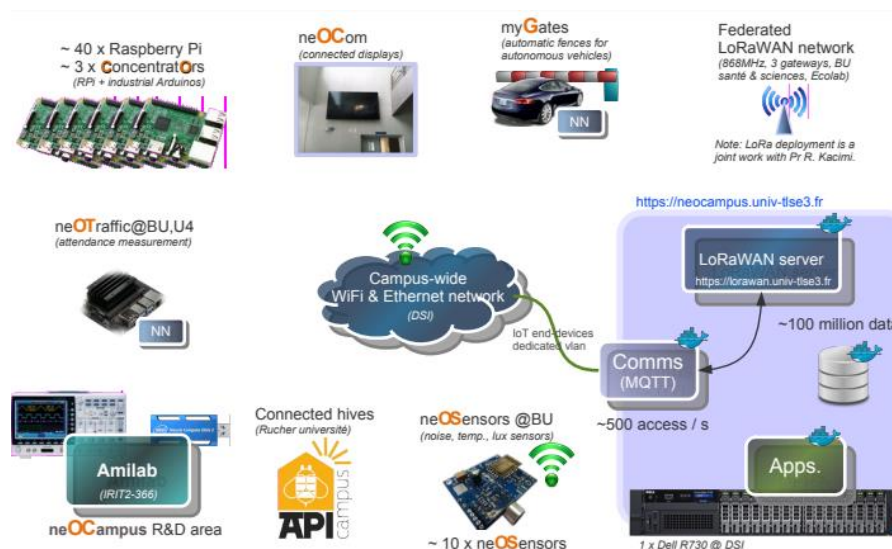 ~ 40 x Raspberry Pi
~ 3 x ConcentratOrs
(RPi + industrial Arduinos)
neOCom
(connected displays)
myGates
(automatic fences for
autonomous vehicles)
NN
Federated
LoRaWAN network
(868MHz, 3 gateways, BU
santé & sciences, Ecolab)
Note: LoRa deployment is a
joint work with Pr R. Kacimi.
neOTraffic@BU,U4
(attendance measurement)
NN
Campus-wide
WiFi & Ethernet network
(DSI)
IoT end-devices
dedicated vlan
https://neocampus.univ-tlse3.fr
LoRaWAN server
https://lorawan.univ-tlse3.fr
~100 million data
Comms
(MQTT)
~500 access / s
Apps.
1 x Dell R730 @ DSI
Amilab
(IRIT2-366)
neOCampus R&D area
Connected hives
(Rucher université)
API
campus
neOSensors @BU
(noise, temp., lux sensors)
~ 10 x neOSensors